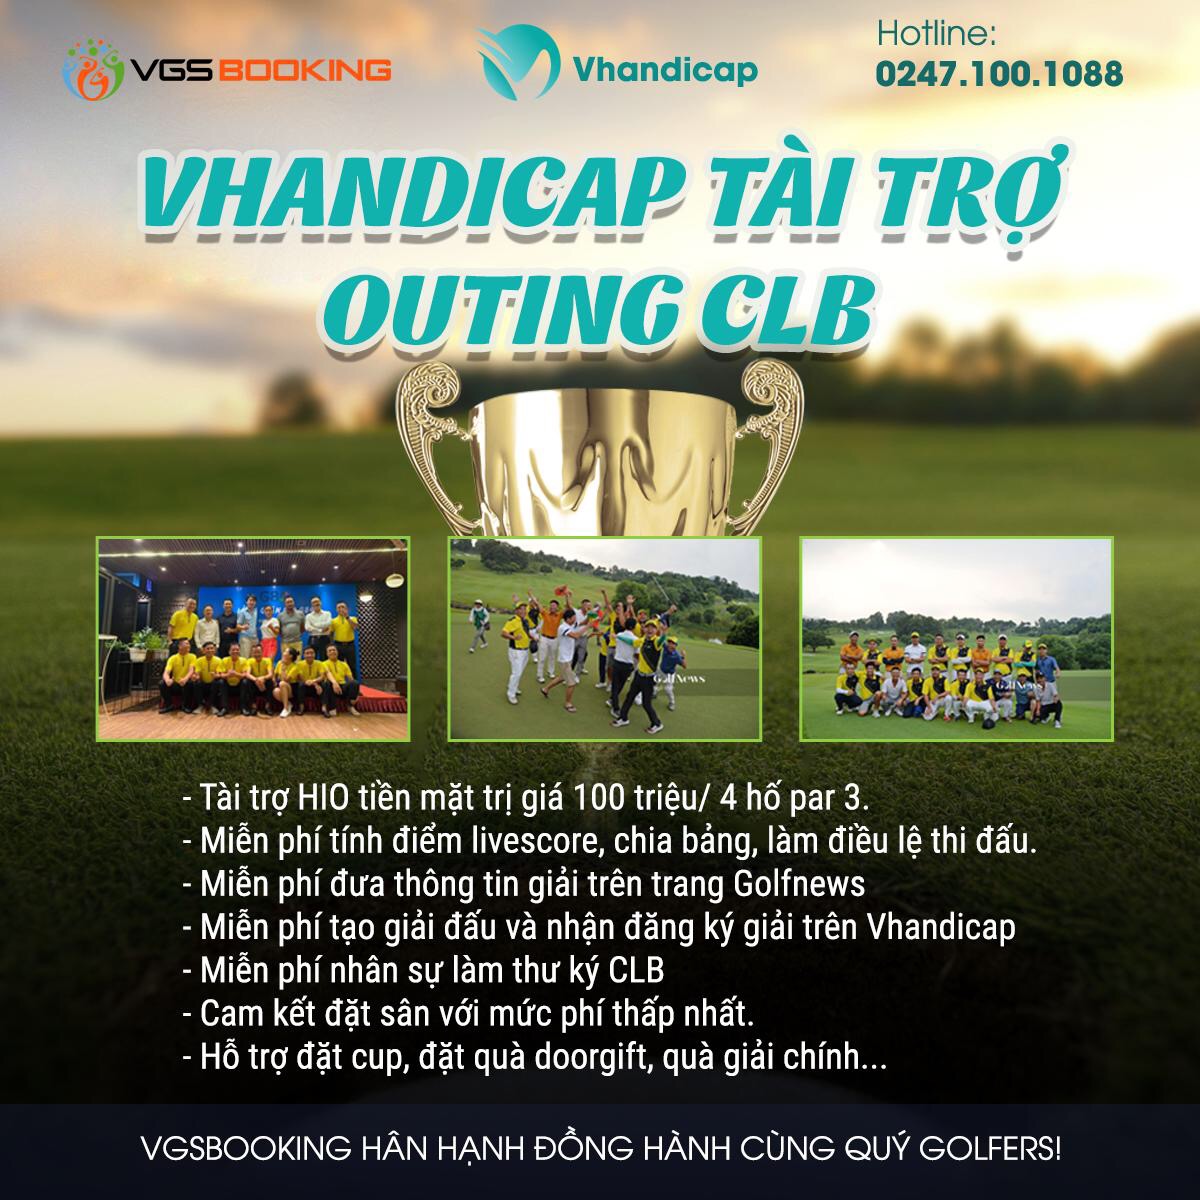 VGS BOOKING
Vhandicap
Hotline:
0247.100.1088
VHANDICAP TÀI TRỢ
OUTING CLB
GolfNews
GolfNews
- Tài trợ HIO tiền mặt trị giá 100 triệu/ 4 hố par 3.
- Miễn phí tính điểm livescore, chia bảng, làm điều lệ thi đấu.
- Miễn phí đưa thông tin giải trên trang Golfnews
- Miễn phí tạo giải đấu và nhận đăng ký giải trên Vhandicap
- Miễn phí nhân sự làm thư ký CLB
- Cam kết đặt sân với mức phí thấp nhất.
- Hỗ trợ đặt cup, đặt quà doorgift, quà giải chính...
VGSBOOKING HÂN HẠNH ĐỒNG HÀNH CÙNG QUÝ GOLFERS!